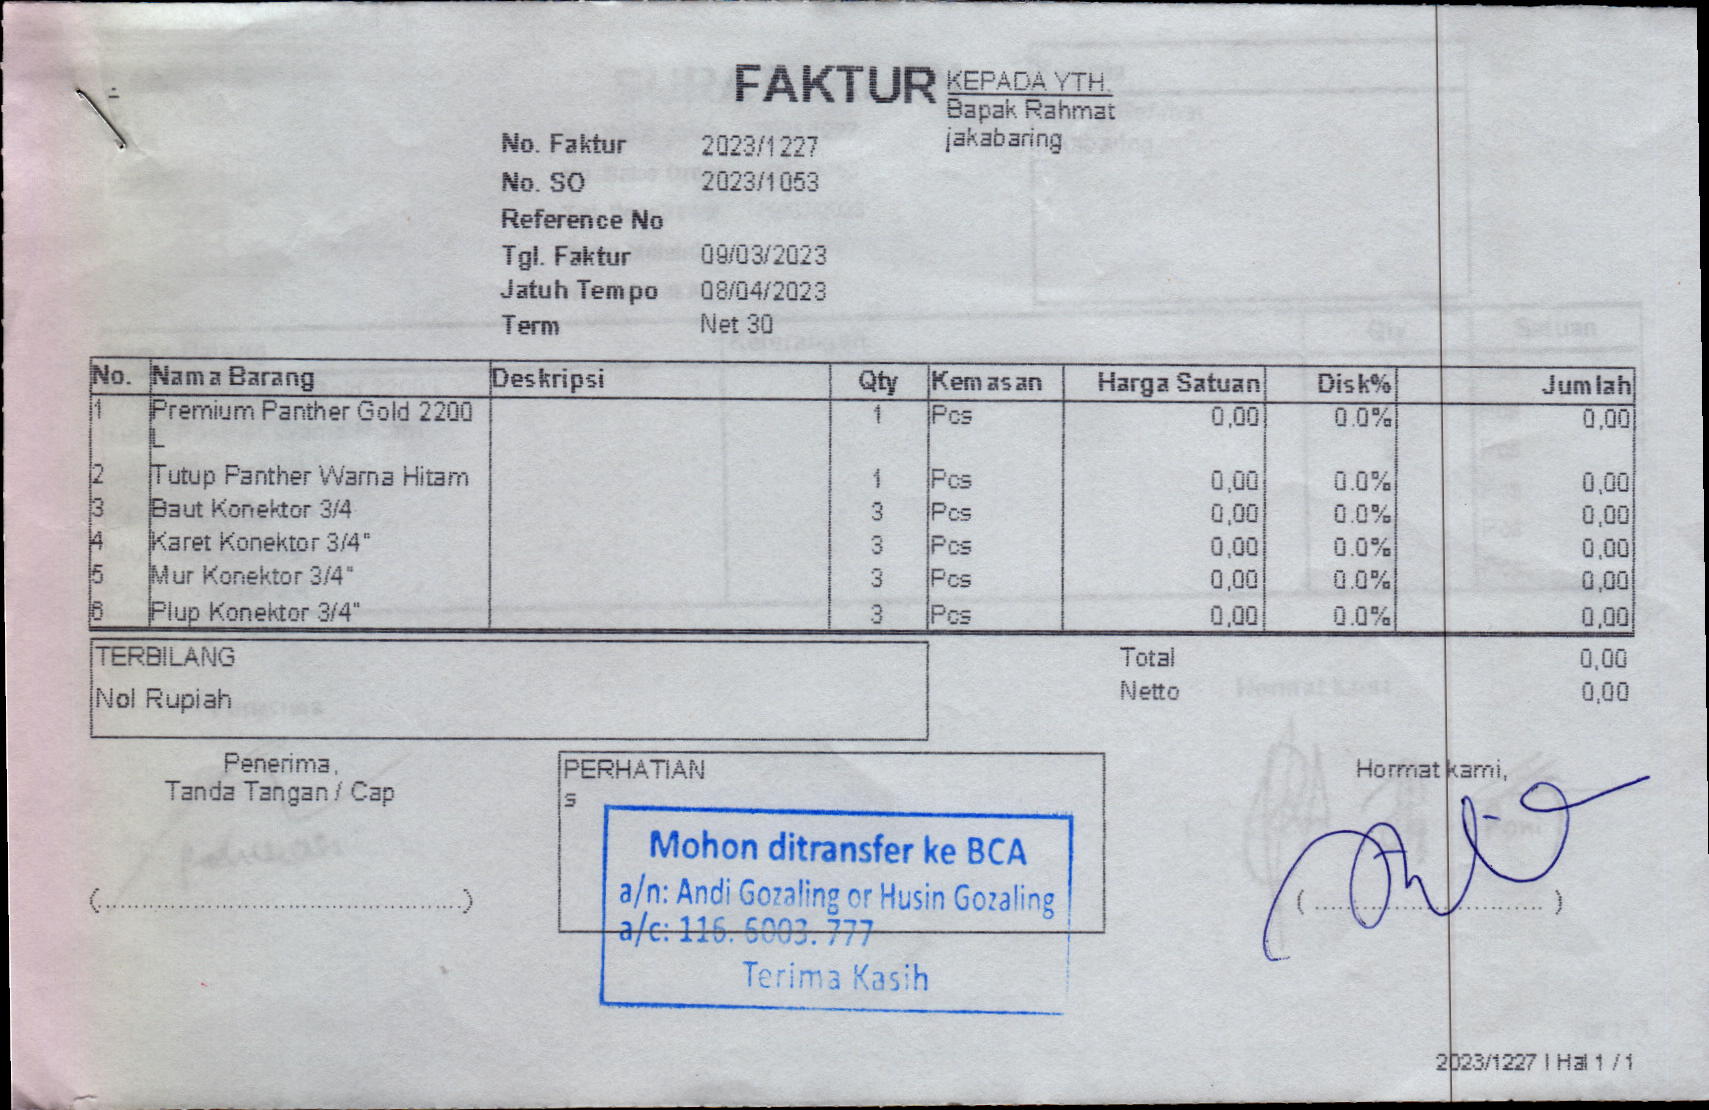 FAKTUR
KEPADA YTH.
Bapak Rahmat
jakabaring
No. Faktur 2023/1227
No. SO 2023/1053
Reference No
Tgl. Faktur 09/03/2023
Jatuh Tempo 08/04/2023
Term Net 30
No. Nama Barang Deskripsi Qty Kemasan Harga Satuan Disk% Jumlah
1 Premium Panther Gold 2200 1 Pcs 0,00 0.0% 0,00
L
2 Tutup Panther Warna Hitam 1 Pcs 0,00 0.0% 0,00
3 Baut Konektor 3/4 3 Pcs 0,00 0.0% 0,00
4 Karet Konektor 3/4" 3 Pcs 0,00 0.0% 0,00
5 Mur Konektor 3/4" 3 Pcs 0,00 0.0% 0,00
6 Plup Konektor 3/4" 3 Pcs 0,00 0.0% 0,00
TERBILANG
Nol Rupiah
Total 0,00
Netto 0,00
Penerima,
Tanda Tangan / Cap
(..............................................)
PERHATIAN
s
Mohon ditransfer ke BCA
a/n: Andi Gozaling or Husin Gozaling
a/c: 116. 6003. 777
Terima Kasih
Hormat kami,
( ............................. )
2023/1227 | Hal 1 / 1